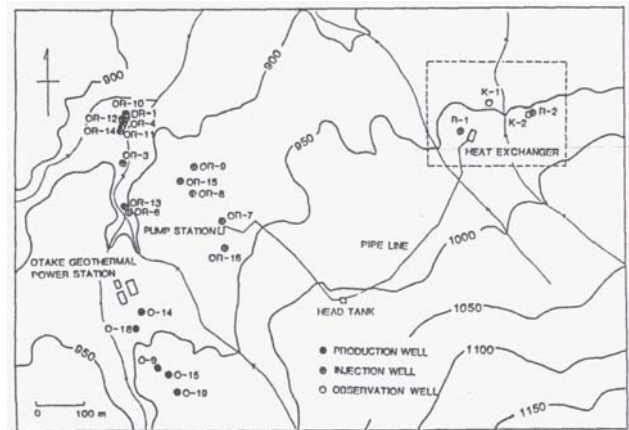 900
900
OR-10
OR-12 OR-1
OR-4
OR-14 OR-11
OR-3
OR-9
OR-15
OR-8
OR-13
OR-6
OR-7
PUMP STATION
OR-16
950
K-1
R-1
K-2
R-2
HEAT EXCHANGER
PIPE LINE
1000
OTAKE GEOTHERMAL
POWER STATION
HEAD TANK
O-14
O-18
950
O-9
O-15
O-19
1050
1100
1150
PRODUCTION WELL
INJECTION WELL
OBSERVATION WELL
0 100 m